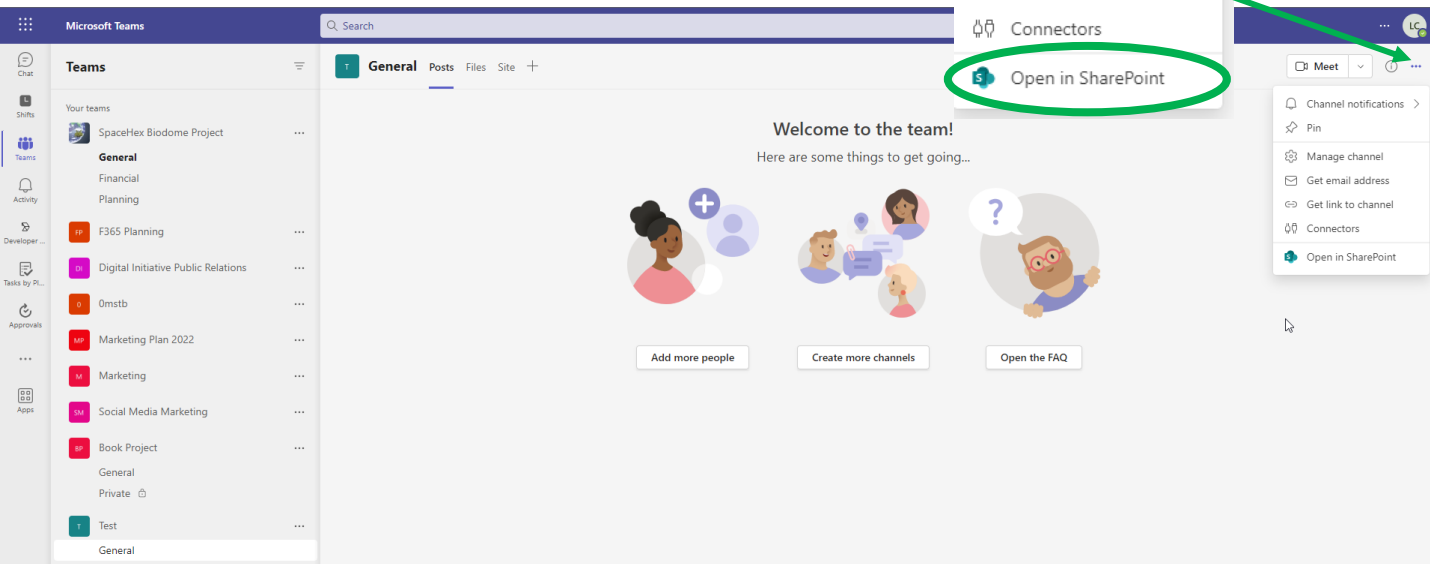 Microsoft Teams
Search
LC
Connectors
Open in SharePoint
Chat
Shifts
Teams
Activity
Developer ...
Tasks by Pl...
Approvals
Apps
Teams
Your teams
SpaceHex Biodome Project
General
Financial
Planning
FP F365 Planning
DI Digital Initiative Public Relations
0 0mstb
MP Marketing Plan 2022
M Marketing
SM Social Media Marketing
BP Book Project
General
Private
T Test
General
T General Posts Files Site
Meet
Welcome to the team!
Here are some things to get going...
?
Add more people
Create more channels
Open the FAQ
Channel notifications
Pin
Manage channel
Get email address
Get link to channel
Connectors
Open in SharePoint